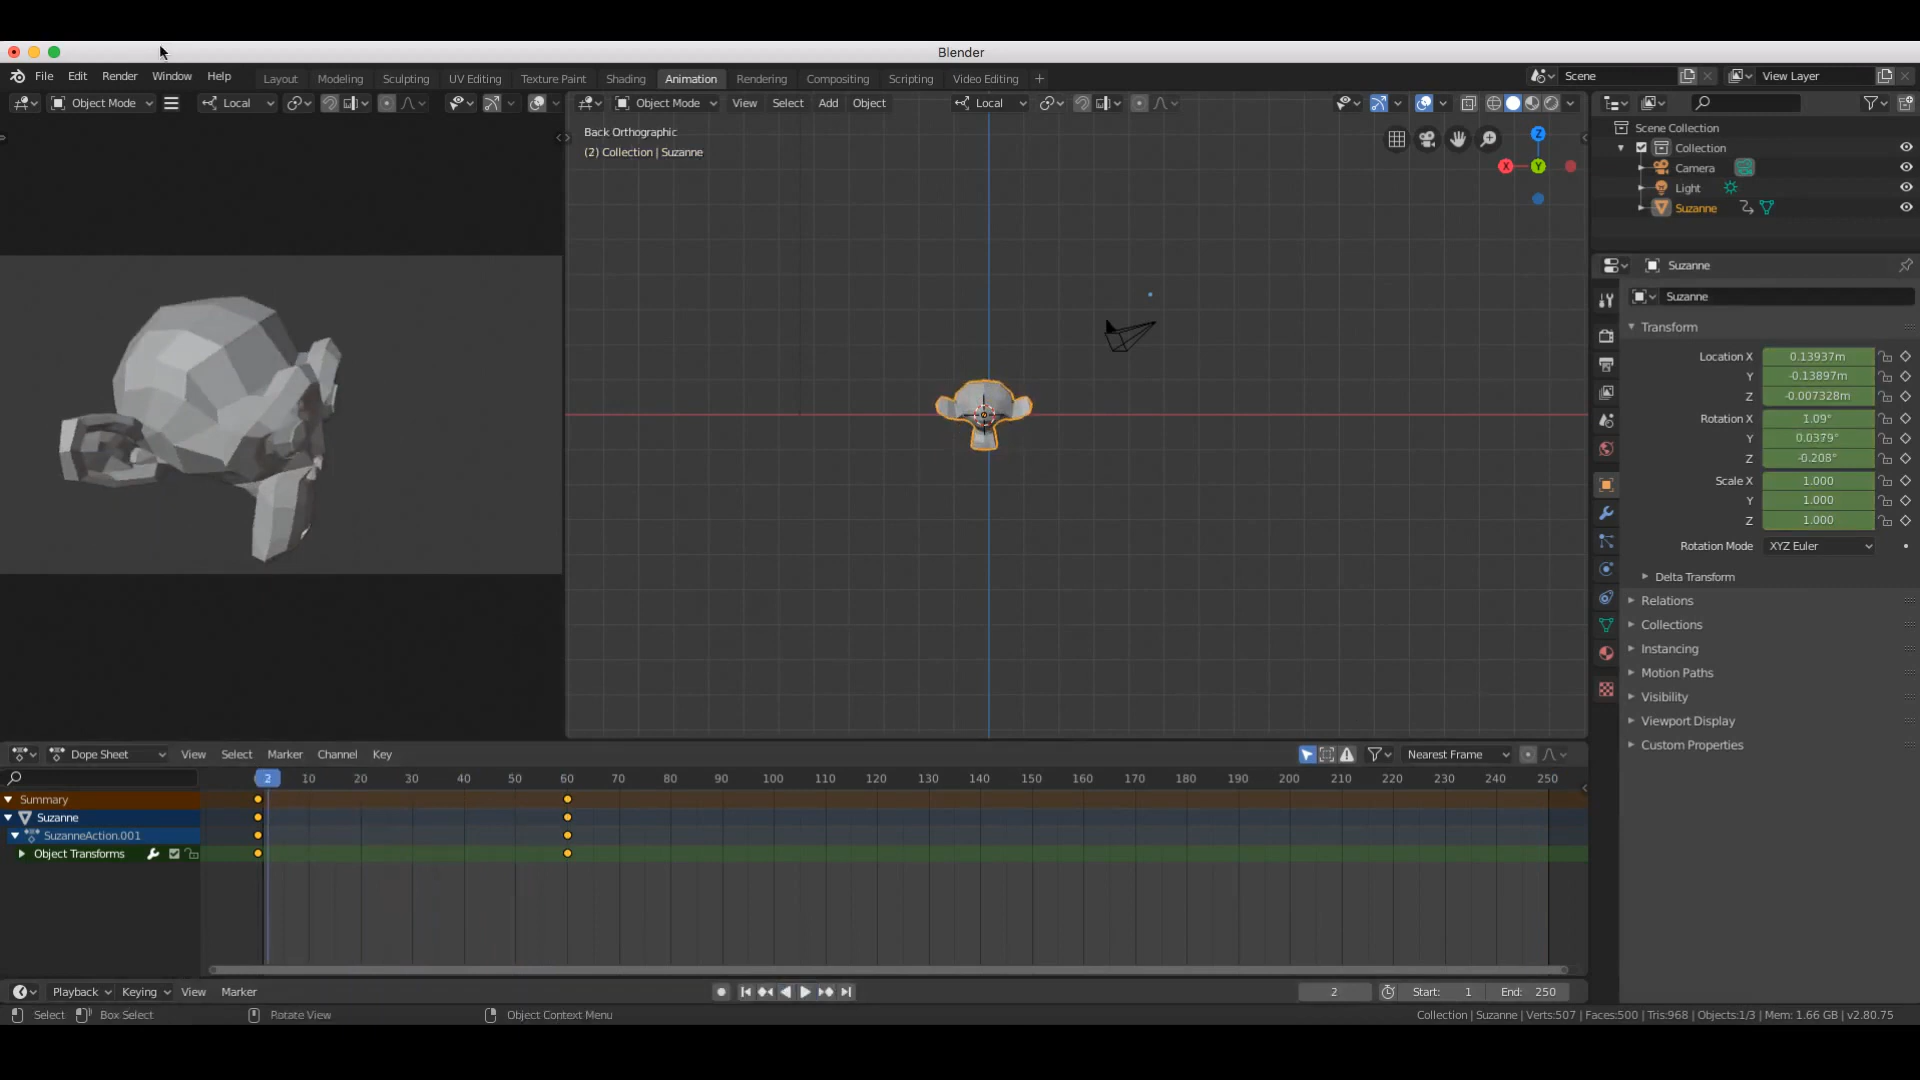 Blender
File Edit Render Window Help Layout Modeling Sculpting UV Editing Texture Paint Shading Animation Rendering Compositing Scripting Video Editing + Scene View Layer
Object Mode Local Object Mode View Select Add Object Local
Back Orthographic
(2) Collection | Suzanne
Z
X Y
Scene Collection
Collection
Camera
Light
Suzanne
Suzanne
Suzanne
Transform
Location X 0.13937m
Y -0.13897m
Z -0.007328m
Rotation X 1.09°
Y 0.0379°
Z -0.208°
Scale X 1.000
Y 1.000
Z 1.000
Rotation Mode XYZ Euler
Delta Transform
Relations
Collections
Instancing
Motion Paths
Visibility
Viewport Display
Custom Properties
Dope Sheet View Select Marker Channel Key Nearest Frame
2 10 20 30 40 50 60 70 80 90 100 110 120 130 140 150 160 170 180 190 200 210 220 230 240 250
Summary
Suzanne
SuzanneAction.001
Object Transforms
Playback Keying View Marker 2 Start: 1 End: 250
Select Box Select Rotate View Object Context Menu Collection | Suzanne | Verts:507 | Faces:500 | Tris:968 | Objects:1/3 | Mem: 1.66 GB | v2.80.75